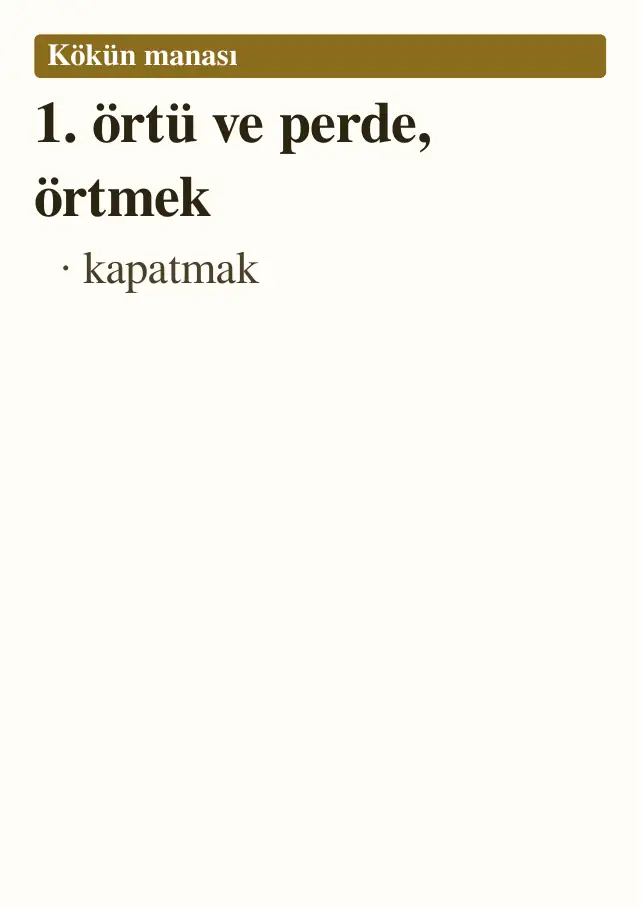 Kökün manası
1. örtü ve perde,
örtmek
· kapatmak